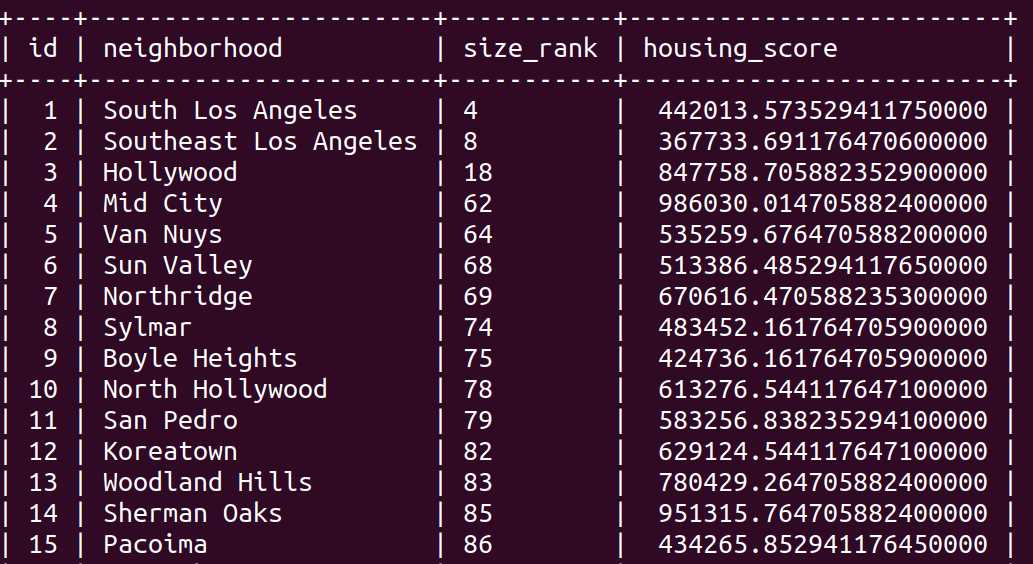 +----+-----------------------+-----------+-------------------------+
| id | neighborhood          | size_rank | housing_score           |
+----+-----------------------+-----------+-------------------------+
|  1 | South Los Angeles     | 4         |  442013.573529411750000 |
|  2 | Southeast Los Angeles | 8         |  367733.691176470600000 |
|  3 | Hollywood             | 18        |  847758.705882352900000 |
|  4 | Mid City              | 62        |  986030.014705882400000 |
|  5 | Van Nuys              | 64        |  535259.676470588200000 |
|  6 | Sun Valley            | 68        |  513386.485294117650000 |
|  7 | Northridge            | 69        |  670616.470588235300000 |
|  8 | Sylmar                | 74        |  483452.161764705900000 |
|  9 | Boyle Heights         | 75        |  424736.161764705900000 |
| 10 | North Hollywood       | 78        |  613276.544117647100000 |
| 11 | San Pedro             | 79        |  583256.838235294100000 |
| 12 | Koreatown             | 82        |  629124.544117647100000 |
| 13 | Woodland Hills        | 83        |  780429.264705882400000 |
| 14 | Sherman Oaks          | 85        |  951315.764705882400000 |
| 15 | Pacoima               | 86        |  434265.852941176450000 |